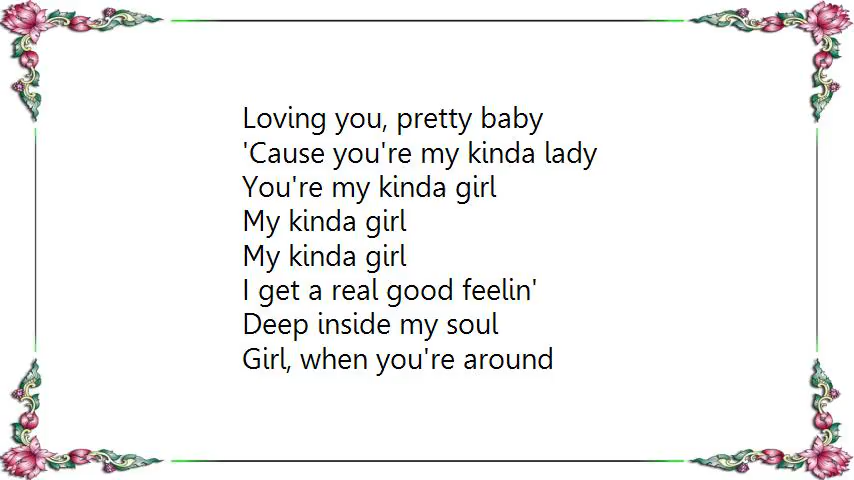 Loving you, pretty baby
'Cause you're my kinda lady
You're my kinda girl
My kinda girl
My kinda girl
I get a real good feelin'
Deep inside my soul
Girl, when you're around